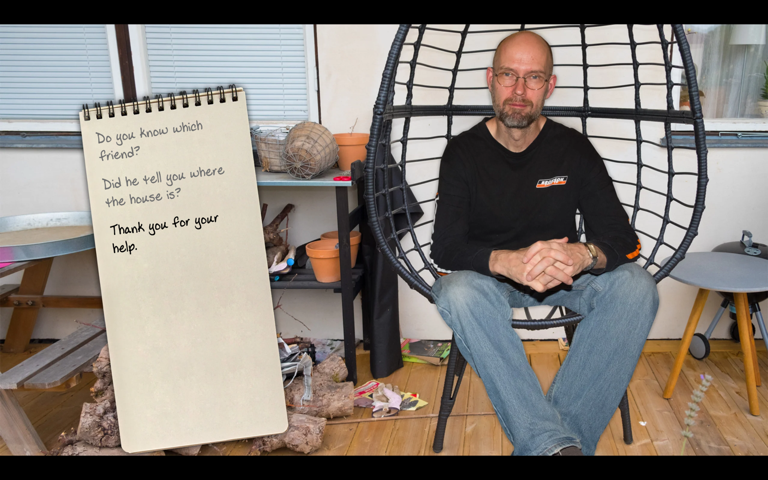 Do you know which
friend?
Did he tell you where
the house is?
Thank you for your
help.